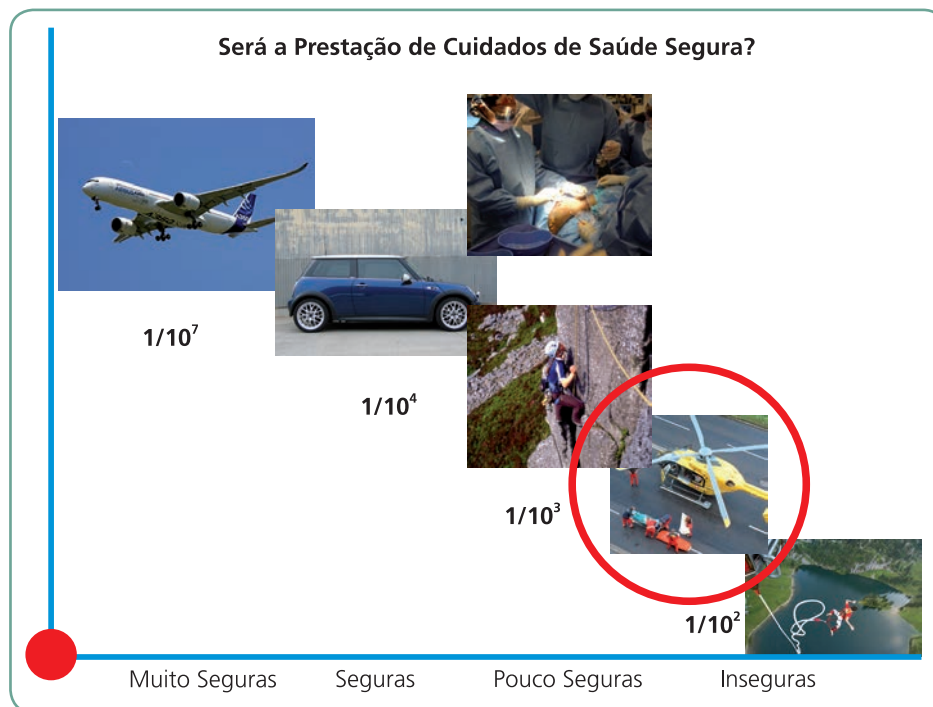 Será a Prestação de Cuidados de Saúde Segura?
1/10⁷
1/10⁴
1/10³
1/10²
Muito Seguras Seguras Pouco Seguras Inseguras